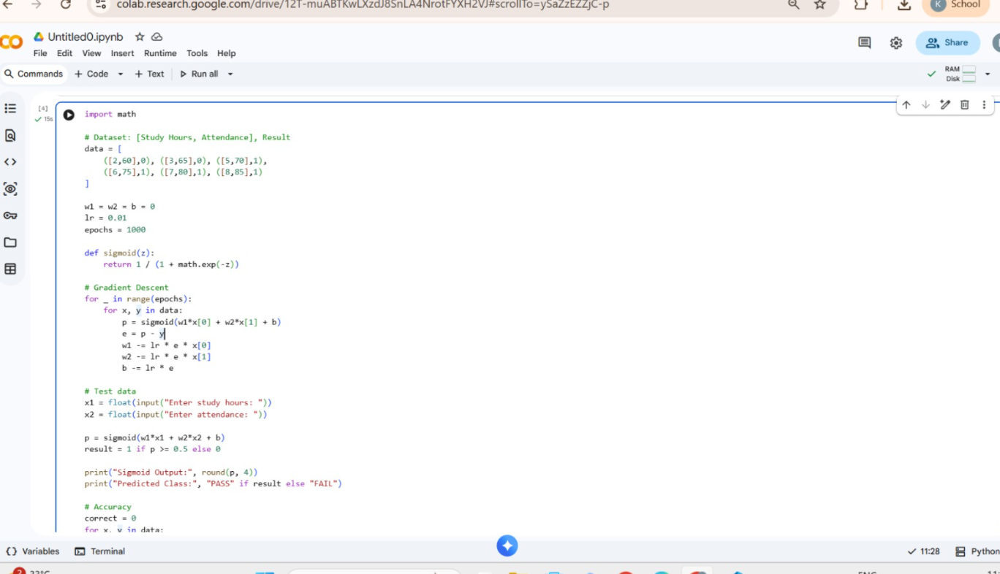 colab.research.google.com/drive/12T-muABTKwLXzdJ8SnLA4NrotFYXH2VJ#scrollTo=ySaZzEZZjC-p
K School
CO Untitled0.ipynb
File Edit View Insert Runtime Tools Help
Share
Commands + Code + Text Run all
RAM
Disk
[4]
15s
import math
# Dataset: [Study Hours, Attendance], Result
data = [
([2,60],0), ([3,65],0), ([5,70],1),
([6,75],1), ([7,80],1), ([8,85],1)
]
w1 = w2 = b = 0
lr = 0.01
epochs = 1000
def sigmoid(z):
return 1 / (1 + math.exp(-z))
# Gradient Descent
for _ in range(epochs):
for x, y in data:
p = sigmoid(w1*x[0] + w2*x[1] + b)
e = p - y
w1 -= lr * e * x[0]
w2 -= lr * e * x[1]
b -= lr * e
# Test data
x1 = float(input("Enter study hours: "))
x2 = float(input("Enter attendance: "))
p = sigmoid(w1*x1 + w2*x2 + b)
result = 1 if p >= 0.5 else 0
print("Sigmoid Output:", round(p, 4))
print("Predicted Class:", "PASS" if result else "FAIL")
# Accuracy
correct = 0
for x, y in data:
{} Variables Terminal
11:28 Python